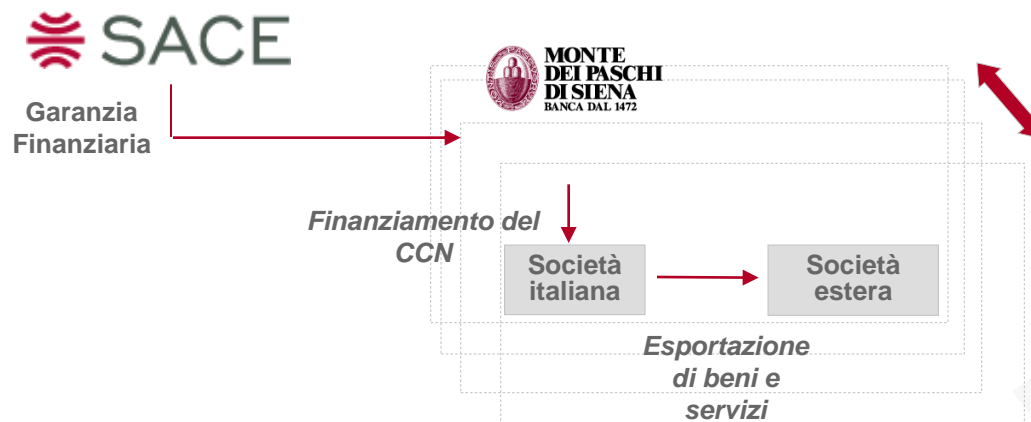 SACE
MONTE
DEI PASCHI
DI SIENA
BANCA DAL 1472
Garanzia
Finanziaria
Finanziamento del
CCN
Società
italiana
Società
estera
Esportazione
di beni e
servizi